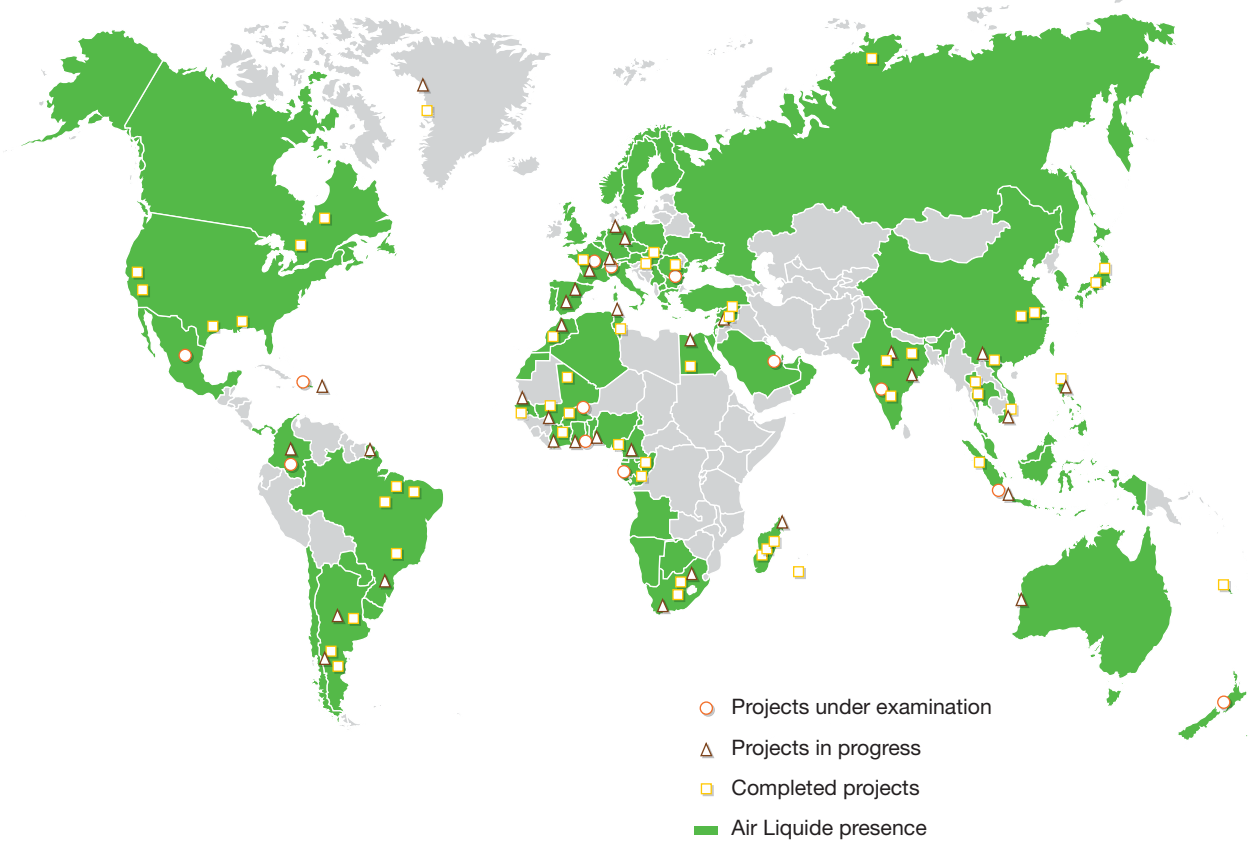 Projects under examination
Projects in progress
Completed projects
Air Liquide presence